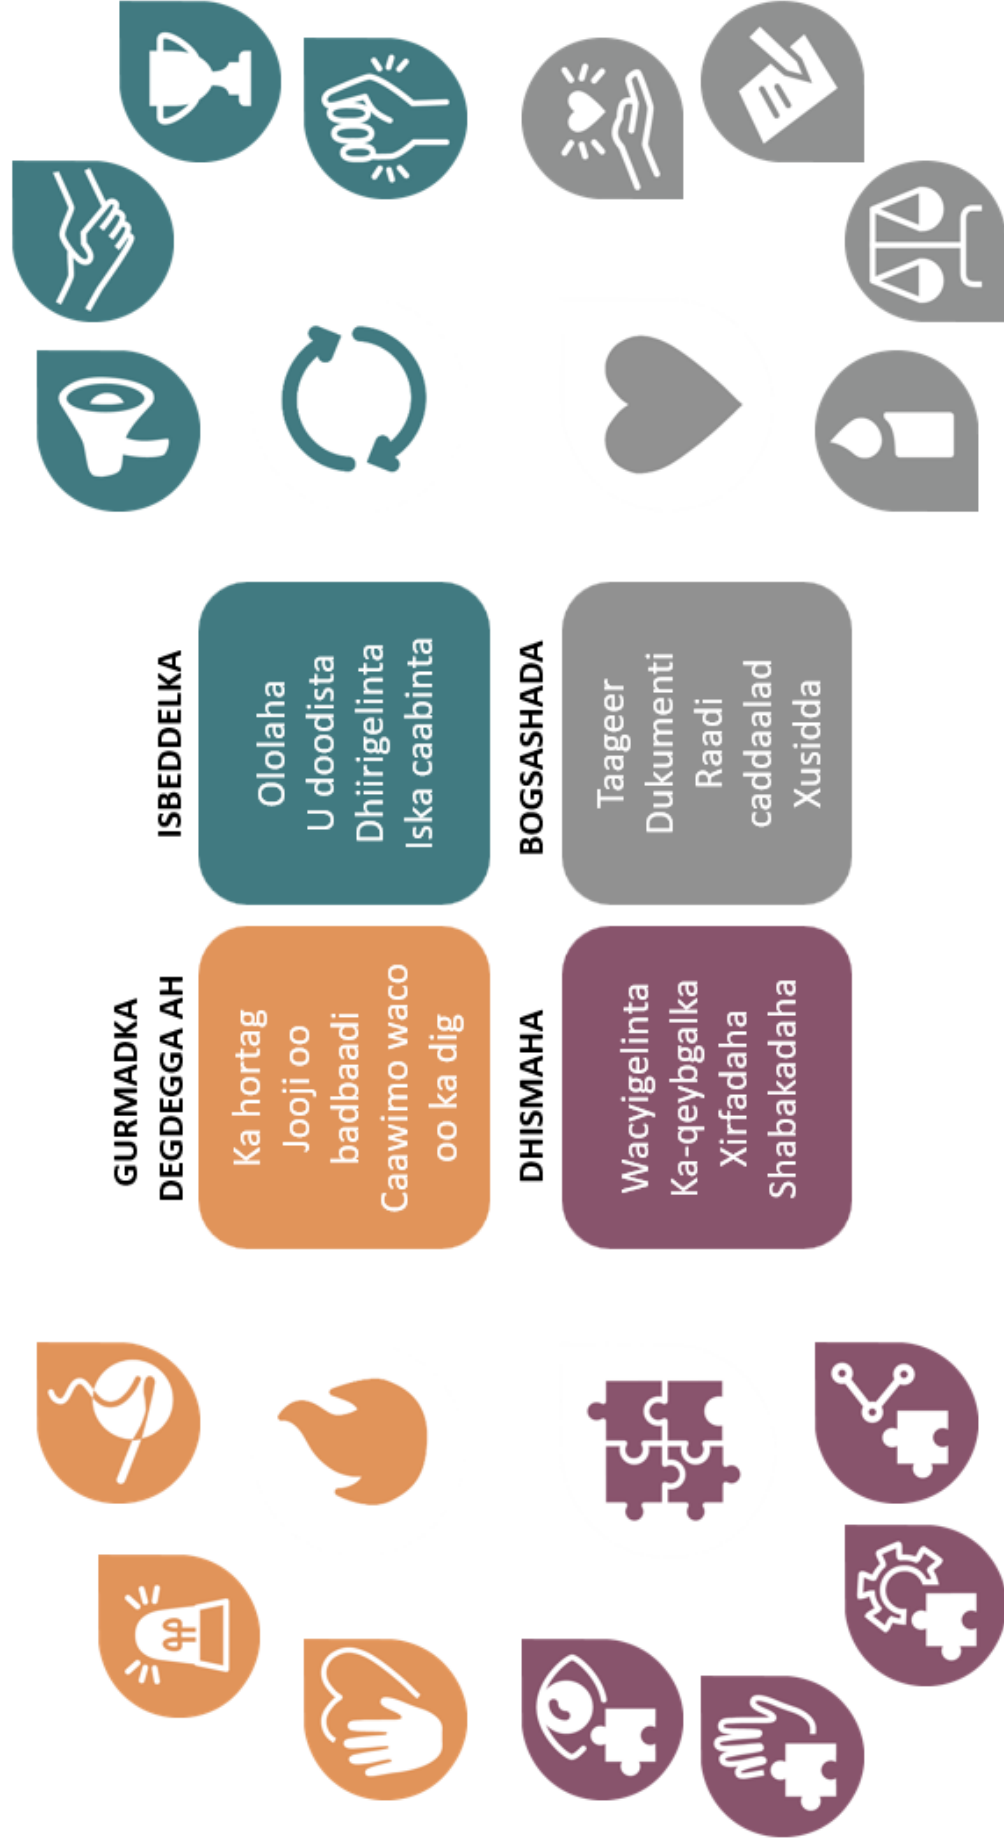 GURMADKA
DEGDEGGA AH
Ka hortag
Jooji oo
badbaadi
Caawimo waco
oo ka dig
ISBEDDELKA
Ololaha
U doodista
Dhiirigelinta
Iska caabinta
DHISMAHA
Wacyigelinta
Ka-qeybgalka
Xirfadaha
Shabakadaha
BOGSASHADA
Taageer
Dukumenti
Raadi
caddaalad
Xusidda